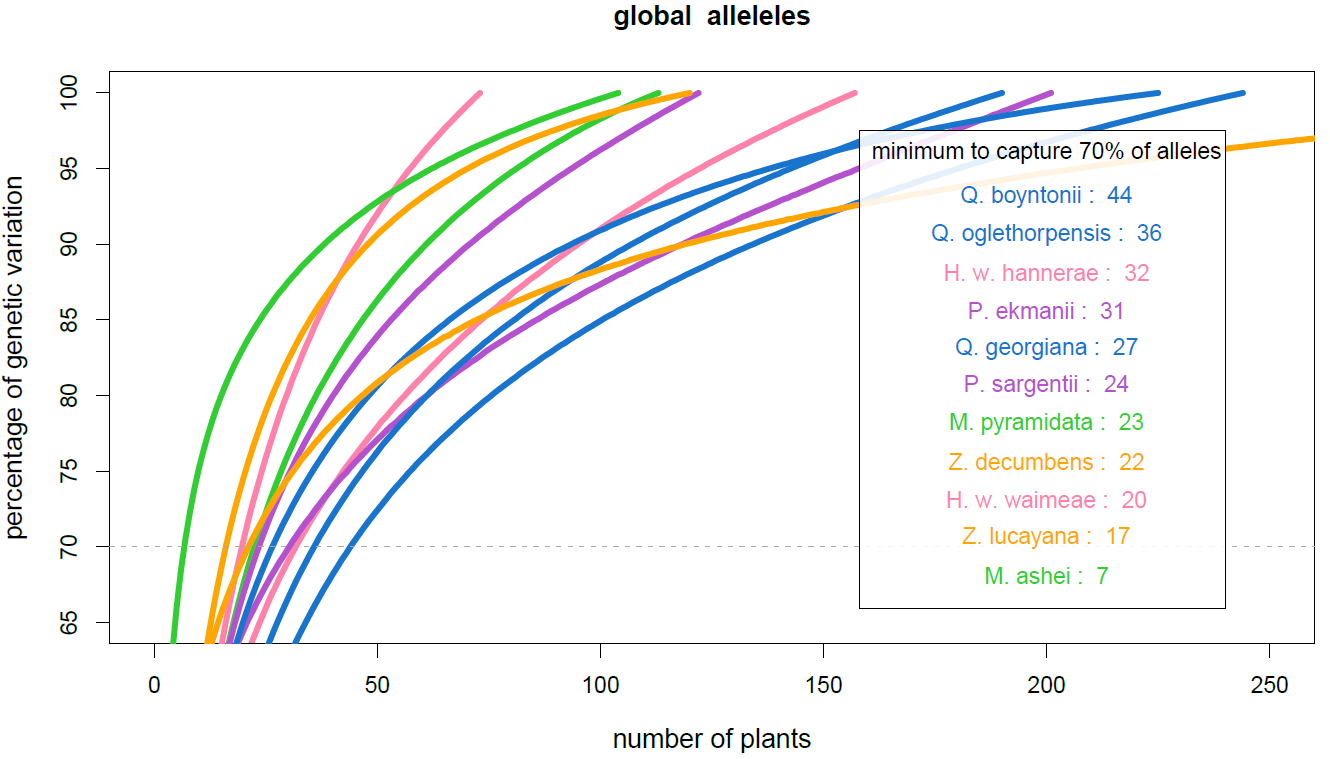 global alleleles
percentage of genetic variation
100
95
90
85
80
75
70
65
minimum to capture 70% of alleles
Q. boyntonii : 44
Q. oglethorpensis : 36
H. w. hannerae : 32
P. ekmanii : 31
Q. georgiana : 27
P. sargentii : 24
M. pyramidata : 23
Z. decumbens : 22
H. w. waimeae : 20
Z. lucayana : 17
M. ashei : 7
0 50 100 150 200 250
number of plants